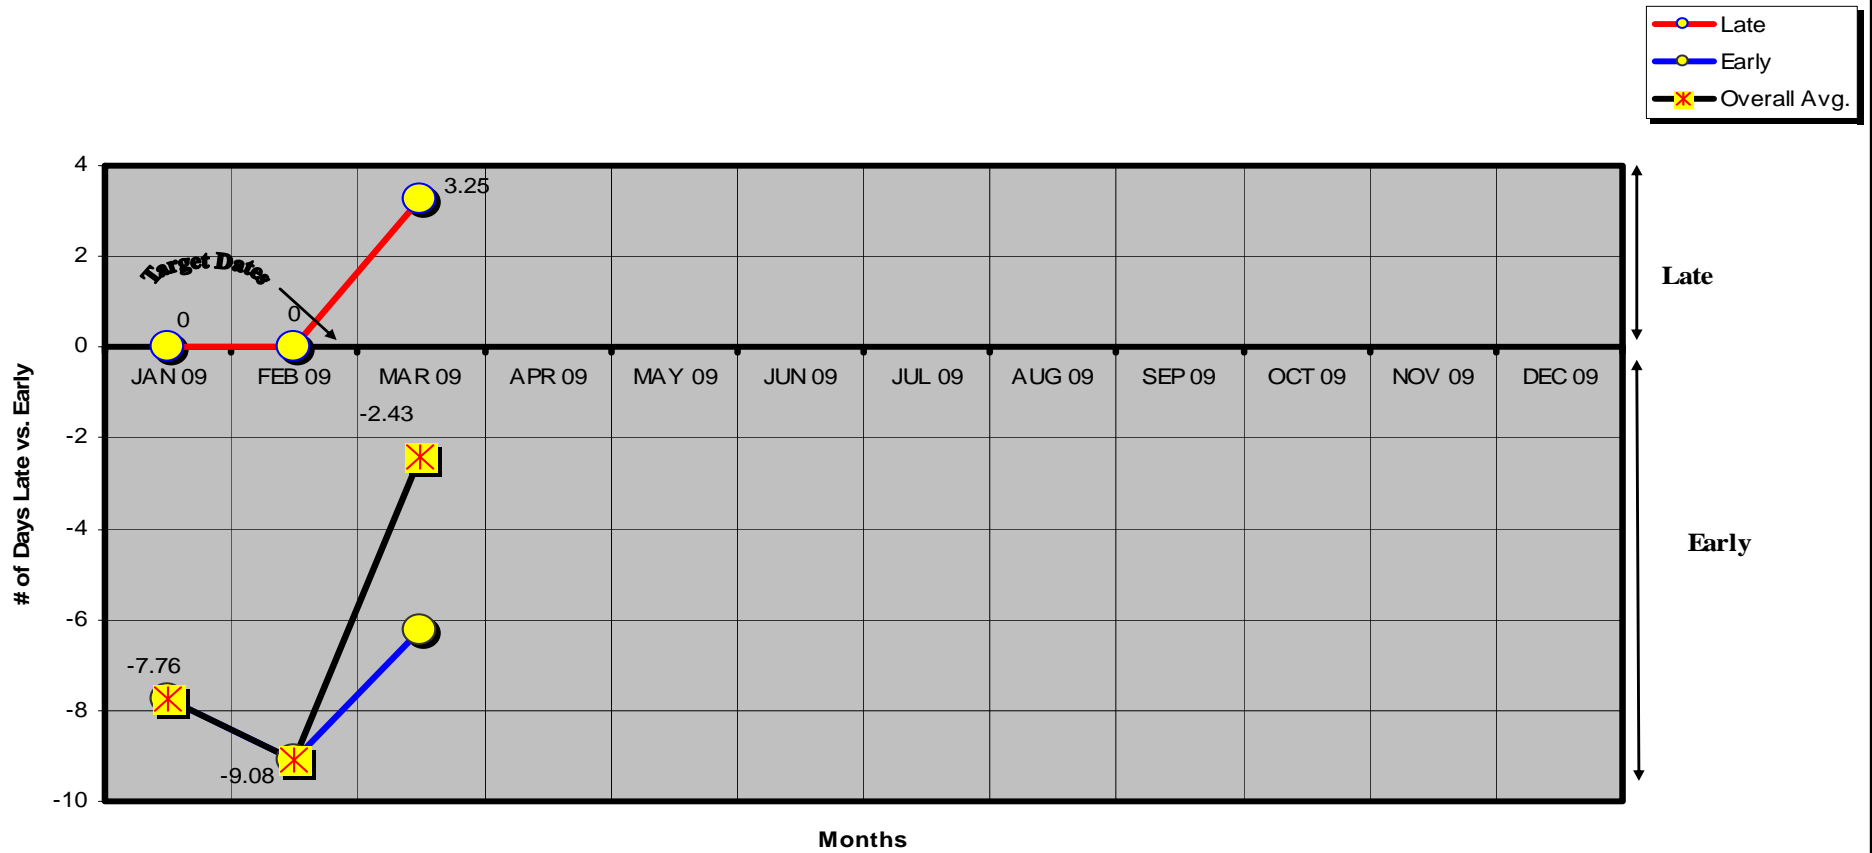 Late
Early
Overall Avg.
4
3.25
2
Target Dates
Late
0
0
0
JAN 09 FEB 09 MAR 09 APR 09 MAY 09 JUN 09 JUL 09 AUG 09 SEP 09 OCT 09 NOV 09 DEC 09
-2.43
-2
# of Days Late vs. Early
-4
Early
-6
-7.76
-8
-9.08
-10
Months